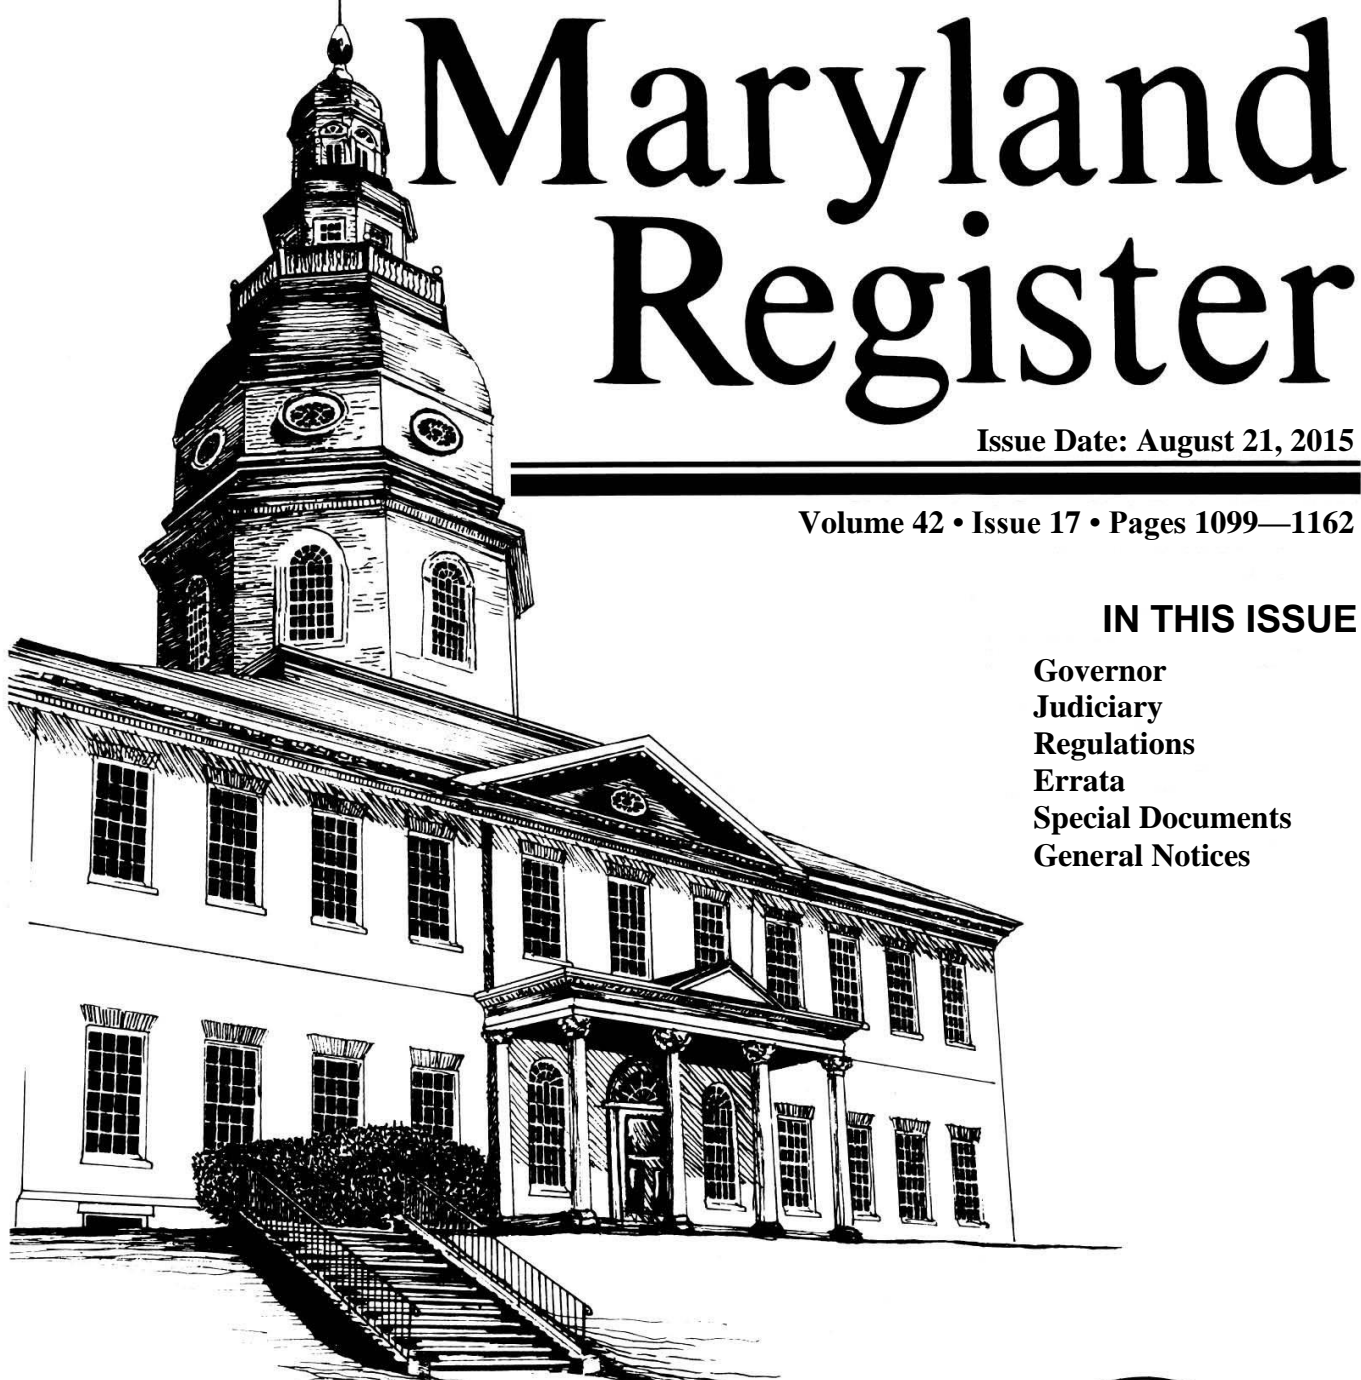 Maryland
Register
Issue Date: August 21, 2015
Volume 42 • Issue 17 • Pages 1099—1162
IN THIS ISSUE
Governor
Judiciary
Regulations
Errata
Special Documents
General Notices